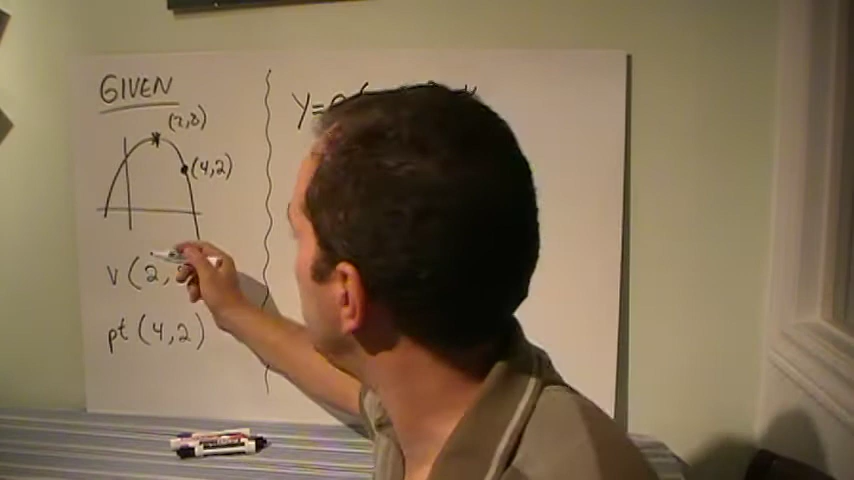 GIVEN
(2,8)
(4,2)
V (2,
pt (4,2)
y=a(